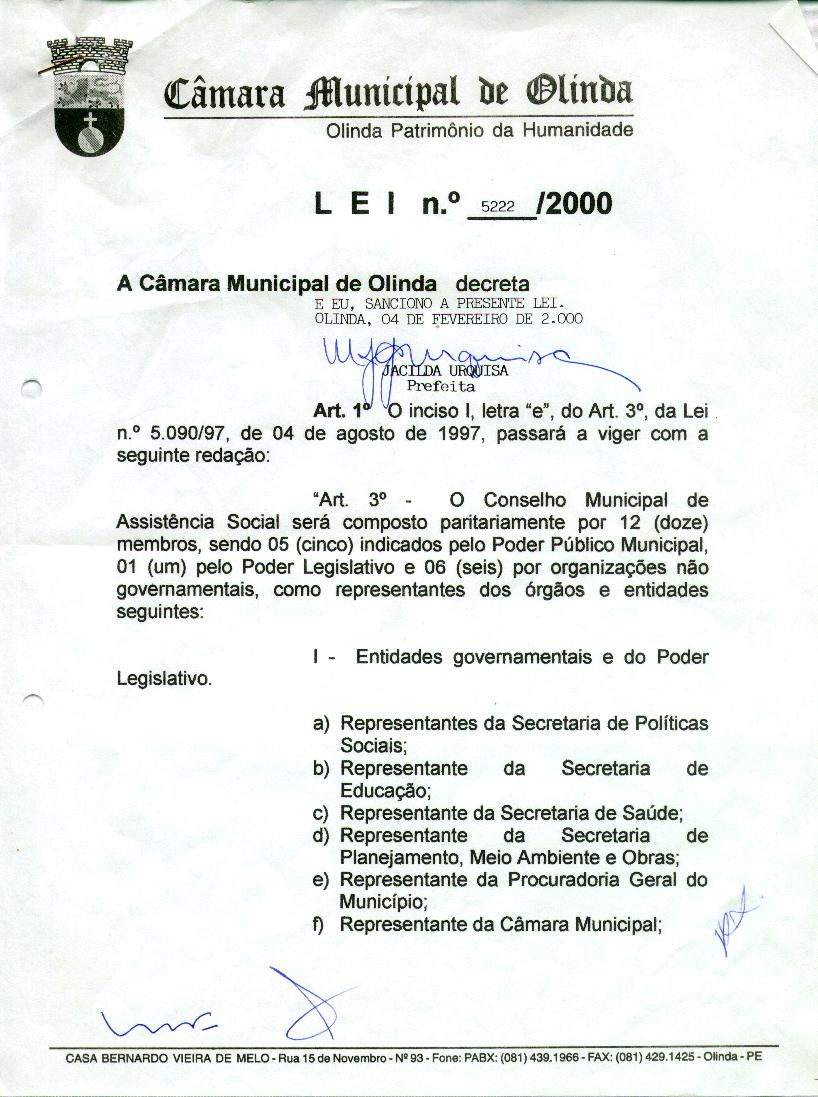 Câmara Municipal de Olinda
Olinda Patrimônio da Humanidade
L E I n.º 5222 /2000
A Câmara Municipal de Olinda decreta
E EU, SANCIONO A PRESENTE LEI.
OLINDA, 04 DE FEVEREIRO DE 2.000
JACILDA URQUISA
Prefeita
Art. 1º O inciso I, letra “e”, do Art. 3º, da Lei
n.º 5.090/97, de 04 de agosto de 1997, passará a viger com a
seguinte redação:
“Art. 3º - O Conselho Municipal de
Assistência Social será composto paritariamente por 12 (doze)
membros, sendo 05 (cinco) indicados pelo Poder Público Municipal,
01 (um) pelo Poder Legislativo e 06 (seis) por organizações não
governamentais, como representantes dos órgãos e entidades
seguintes:
I - Entidades governamentais e do Poder
Legislativo.
a) Representantes da Secretaria de Políticas
Sociais;
b) Representante da Secretaria de
Educação;
c) Representante da Secretaria de Saúde;
d) Representante da Secretaria de
Planejamento, Meio Ambiente e Obras;
e) Representante da Procuradoria Geral do
Município;
f) Representante da Câmara Municipal;
CASA BERNARDO VIEIRA DE MELO - Rua 15 de Novembro - Nº 93 - Fone: PABX: (081) 439.1966 - FAX: (081) 429.1425 - Olinda - PE